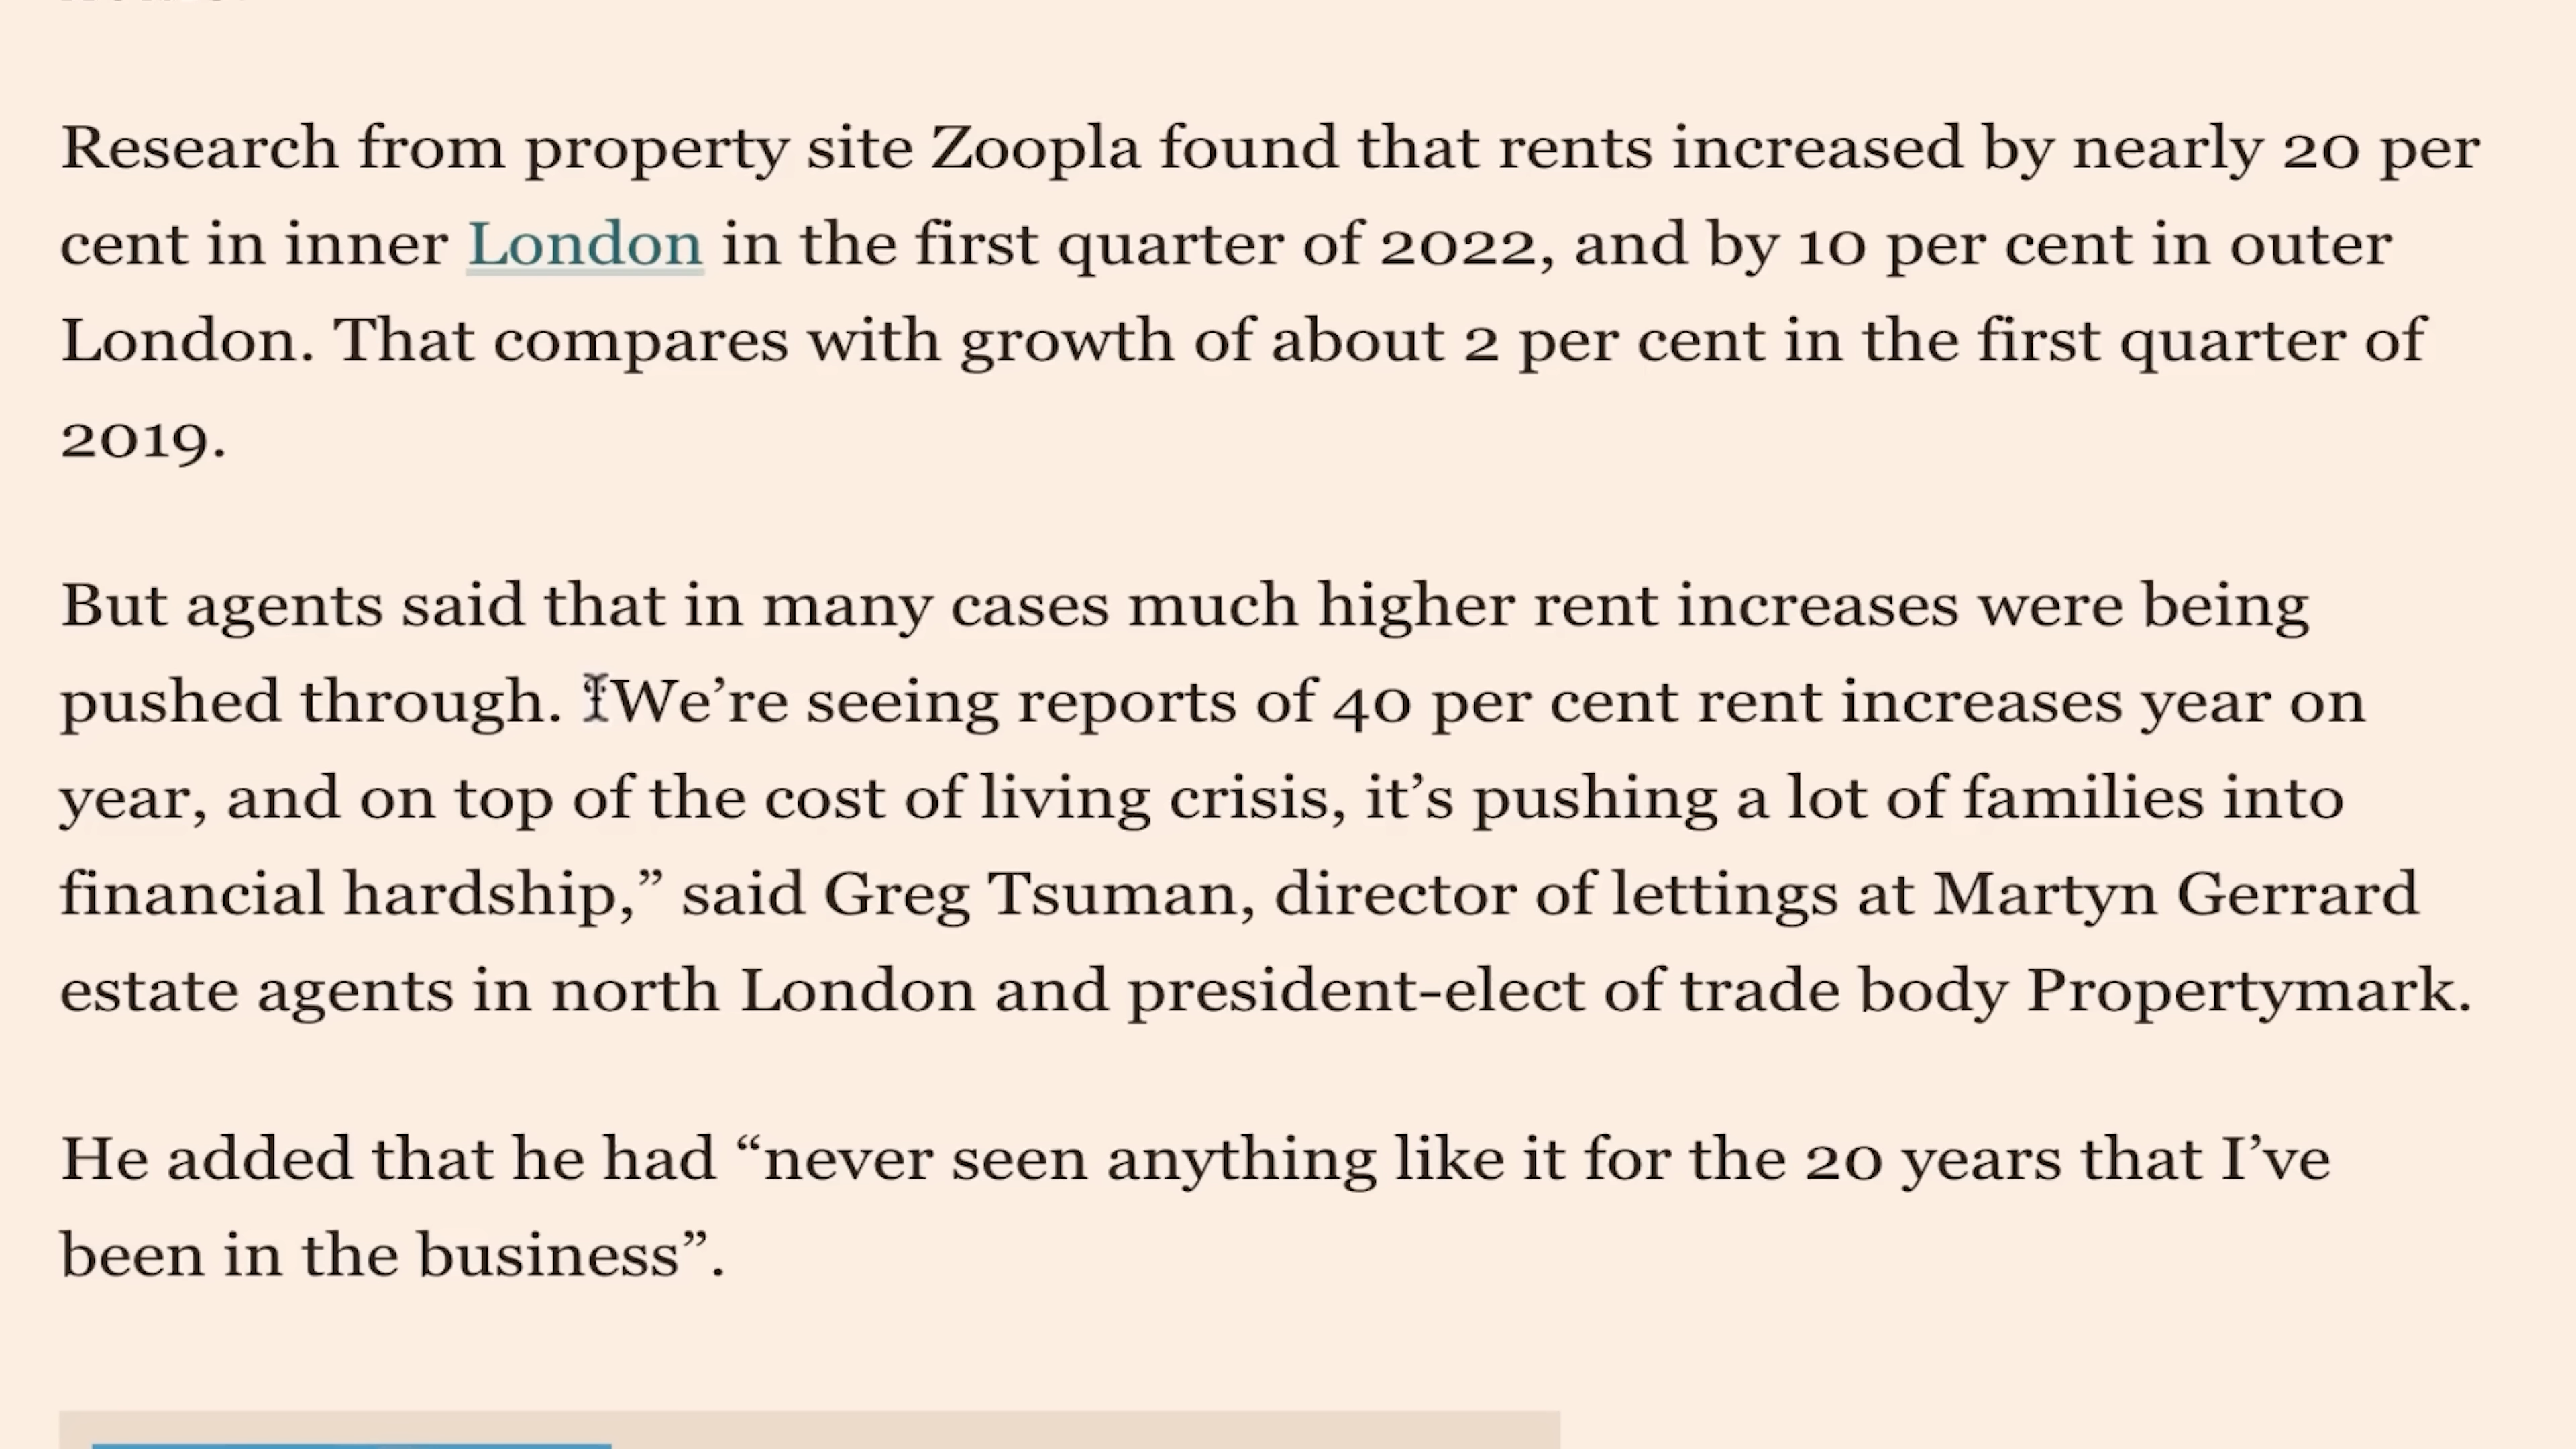 Research from property site Zoopla found that rents increased by nearly 20 per
cent in inner London in the first quarter of 2022, and by 10 per cent in outer
London. That compares with growth of about 2 per cent in the first quarter of
2019.
But agents said that in many cases much higher rent increases were being
pushed through. “We’re seeing reports of 40 per cent rent increases year on
year, and on top of the cost of living crisis, it’s pushing a lot of families into
financial hardship,” said Greg Tsuman, director of lettings at Martyn Gerrard
estate agents in north London and president-elect of trade body Propertymark.
He added that he had “never seen anything like it for the 20 years that I’ve
been in the business”.